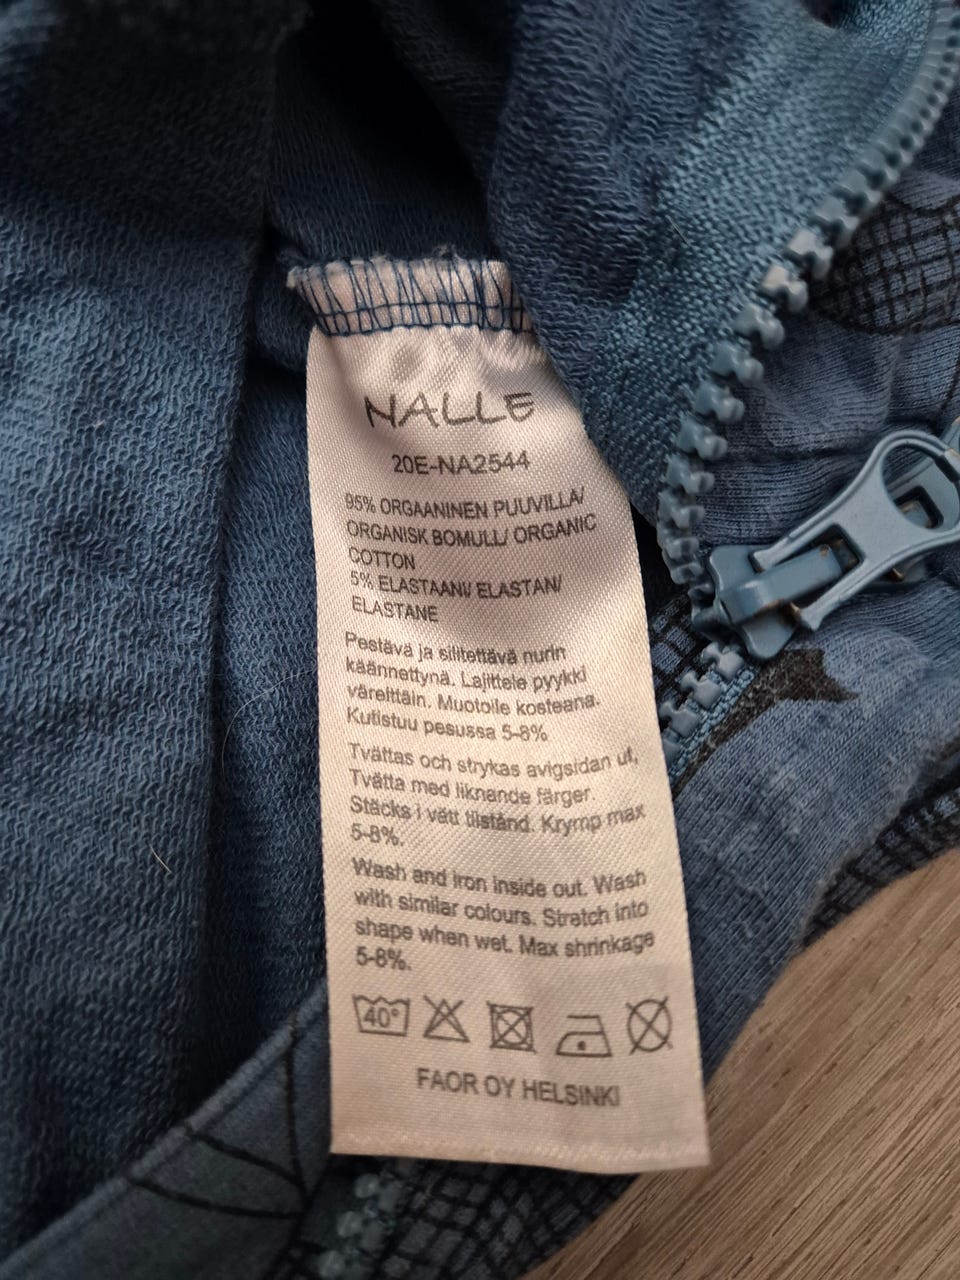 NALLE
20E-NA2544
95% ORGAANINEN PUUVILLA/
ORGANISK BOMULL/ ORGANIC
COTTON
5% ELASTAANI/ ELASTAN/
ELASTANE
Pestävä ja silitettävä nurin
käännettynä. Lajittele pyykki
väreittäin. Muotoile kosteana.
Kutistuu pesussa 5-8%
Tvättas och strykas avigsidan ut,
Tvätta med liknande färger.
Stäcks i vått tilstånd. Krymp max
5-8%.
Wash and iron inside out. Wash
with similar colours. Stretch into
shape when wet. Max shrinkage
5-8%.
40°
FAOR OY HELSINKI